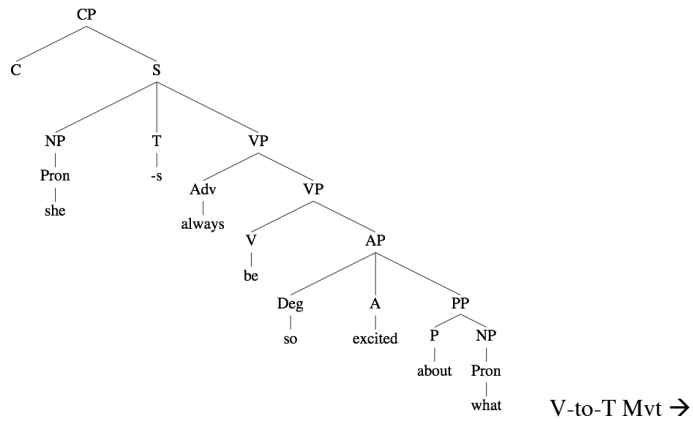 CP
C S
NP T VP
Pron -s Adv VP
she always V AP
be Deg A PP
so excited P NP
about Pron
what V-to-T Mvt →